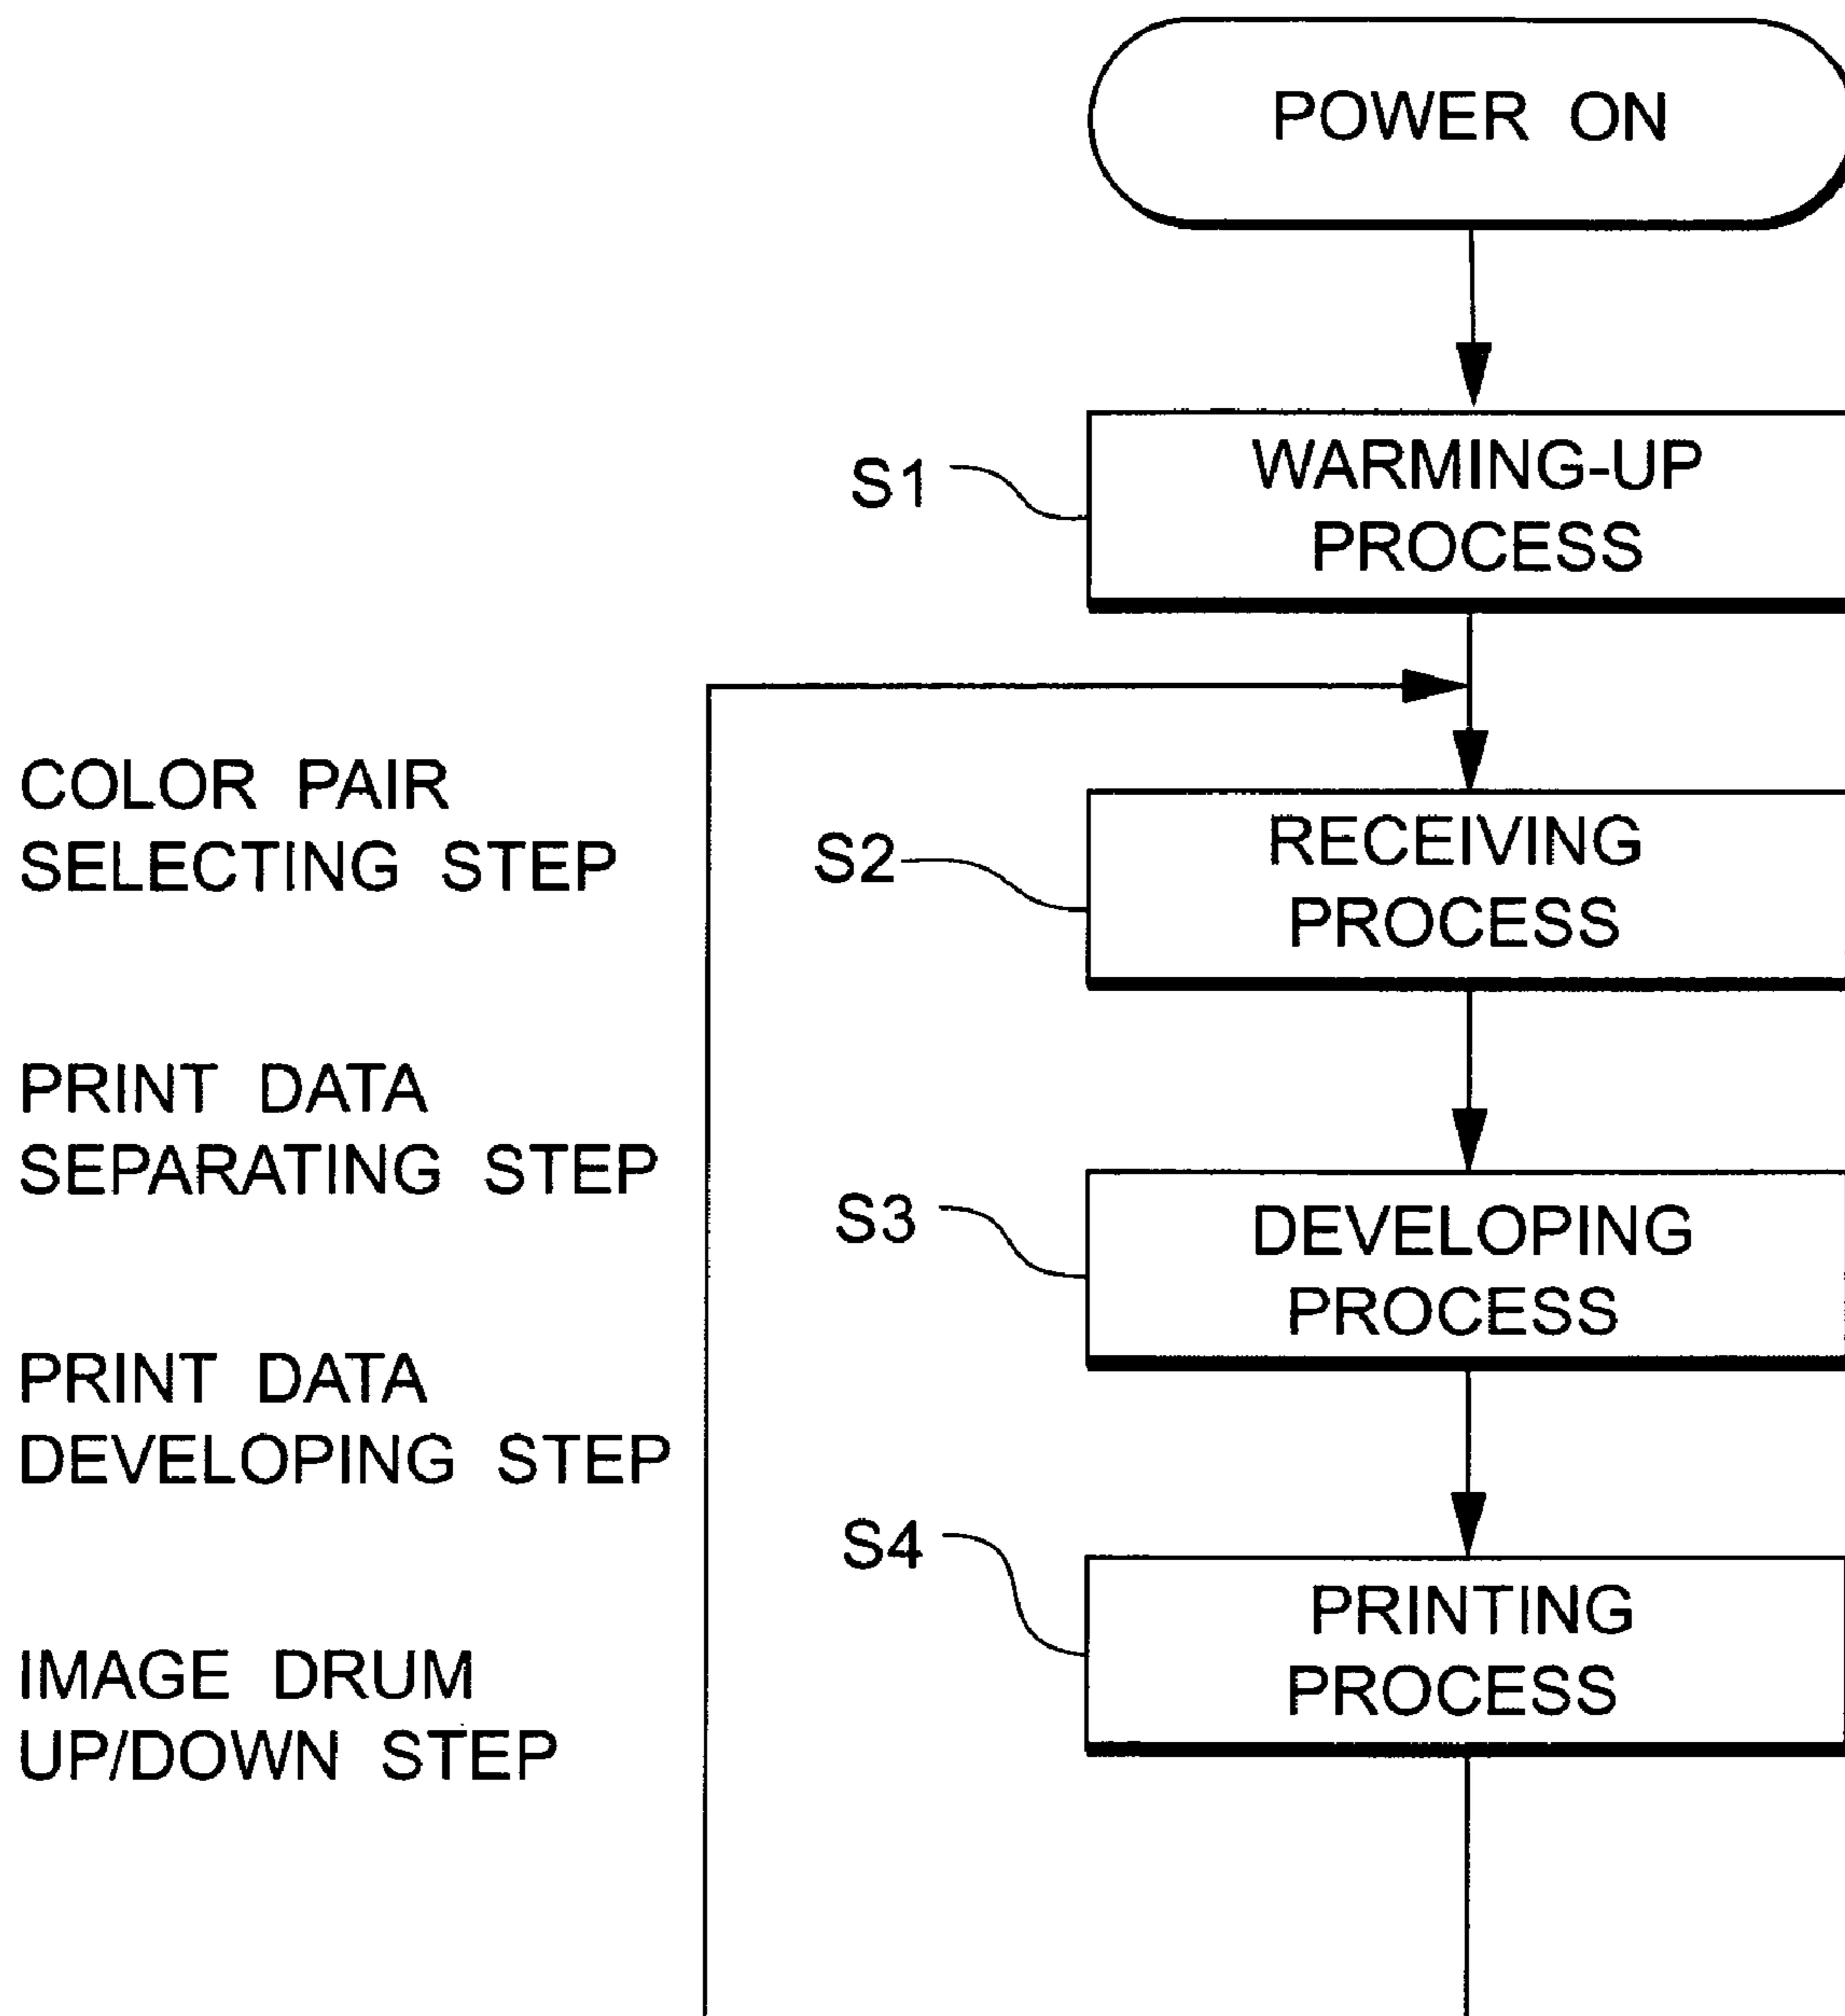 POWER ON
S1
WARMING-UP
PROCESS
COLOR PAIR
SELECTING STEP
S2
RECEIVING
PROCESS
PRINT DATA
SEPARATING STEP
S3
DEVELOPING
PROCESS
PRINT DATA
DEVELOPING STEP
S4
PRINTING
PROCESS
IMAGE DRUM
UP/DOWN STEP